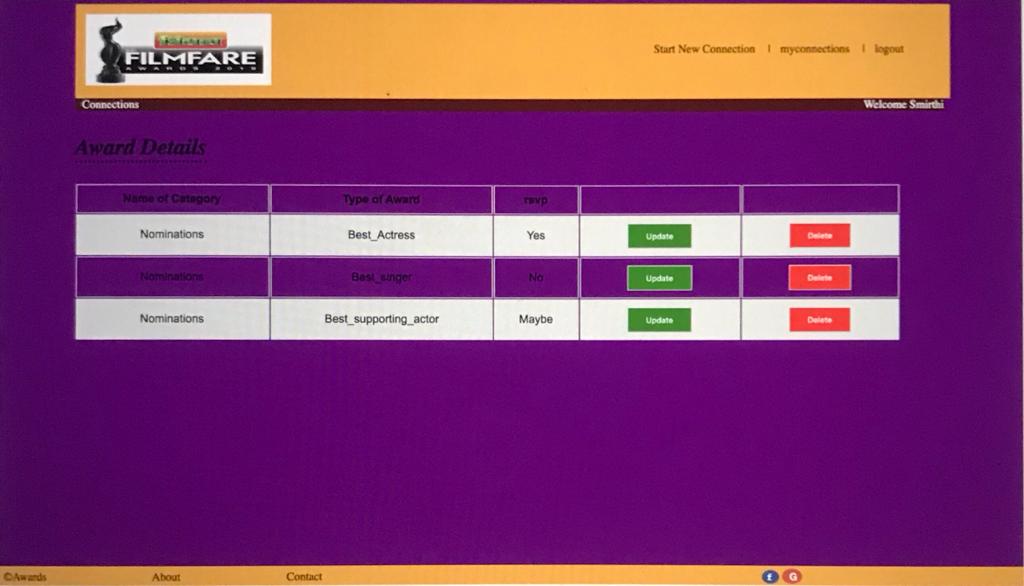 FILMFARE
AWARDS
Start New Connection | myconnections | logout
Connections
Welcome Smirthi
Award Details
Name of Category Type of Award rsvp
Nominations Best_Actress Yes Update Delete
Nominations Best_singer No Update Delete
Nominations Best_supporting_actor Maybe Update Delete
©Awards About Contact f G